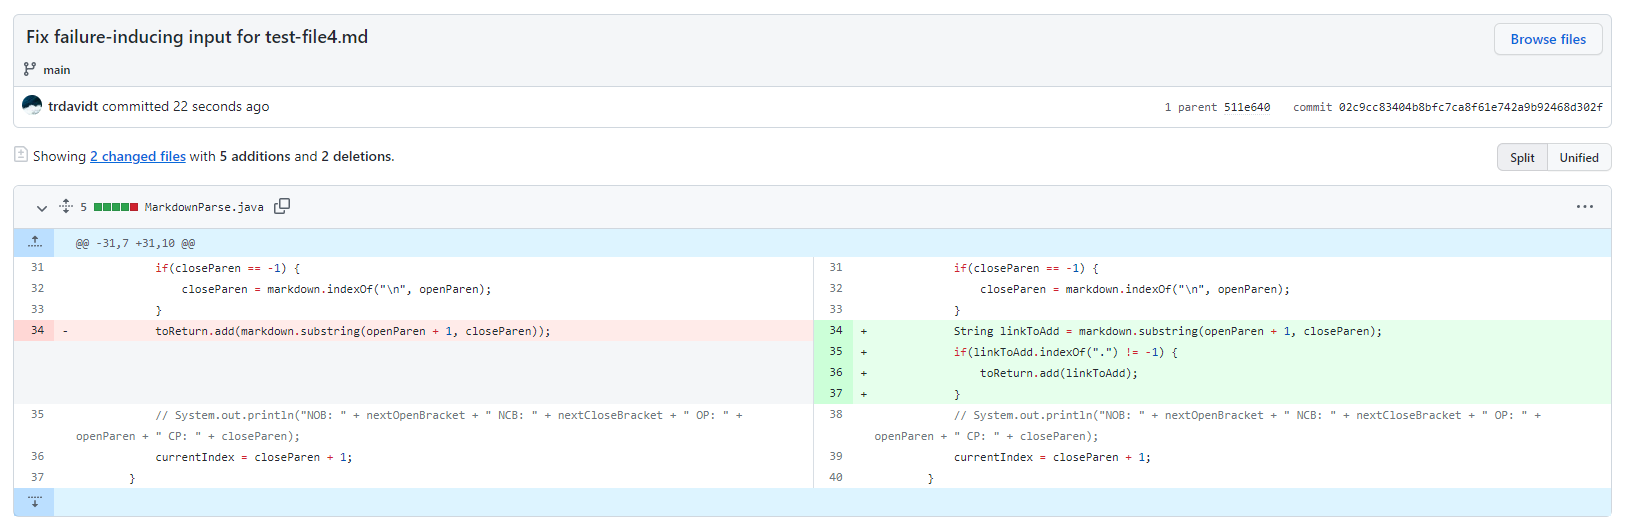 Fix failure-inducing input for test-file4.md
Browse files
main
trdavidt committed 22 seconds ago
1 parent 511e640 commit 02c9cc83404b8bfc7ca8f61e742a9b92468d302f
Showing 2 changed files with 5 additions and 2 deletions.
Split Unified
5 MarkdownParse.java
@@ -31,7 +31,10 @@
31 if(closeParen == -1) {
32 closeParen = markdown.indexOf("\n", openParen);
33 }
34 - toReturn.add(markdown.substring(openParen + 1, closeParen));
35 // System.out.println("NOB: " + nextOpenBracket + " NCB: " + nextCloseBracket + " OP: " +
openParen + " CP: " + closeParen);
36 currentIndex = closeParen + 1;
37 }
31 if(closeParen == -1) {
32 closeParen = markdown.indexOf("\n", openParen);
33 }
34 + String linkToAdd = markdown.substring(openParen + 1, closeParen);
35 + if(linkToAdd.indexOf(".") != -1) {
36 + toReturn.add(linkToAdd);
37 + }
38 // System.out.println("NOB: " + nextOpenBracket + " NCB: " + nextCloseBracket + " OP: " +
openParen + " CP: " + closeParen);
39 currentIndex = closeParen + 1;
40 }